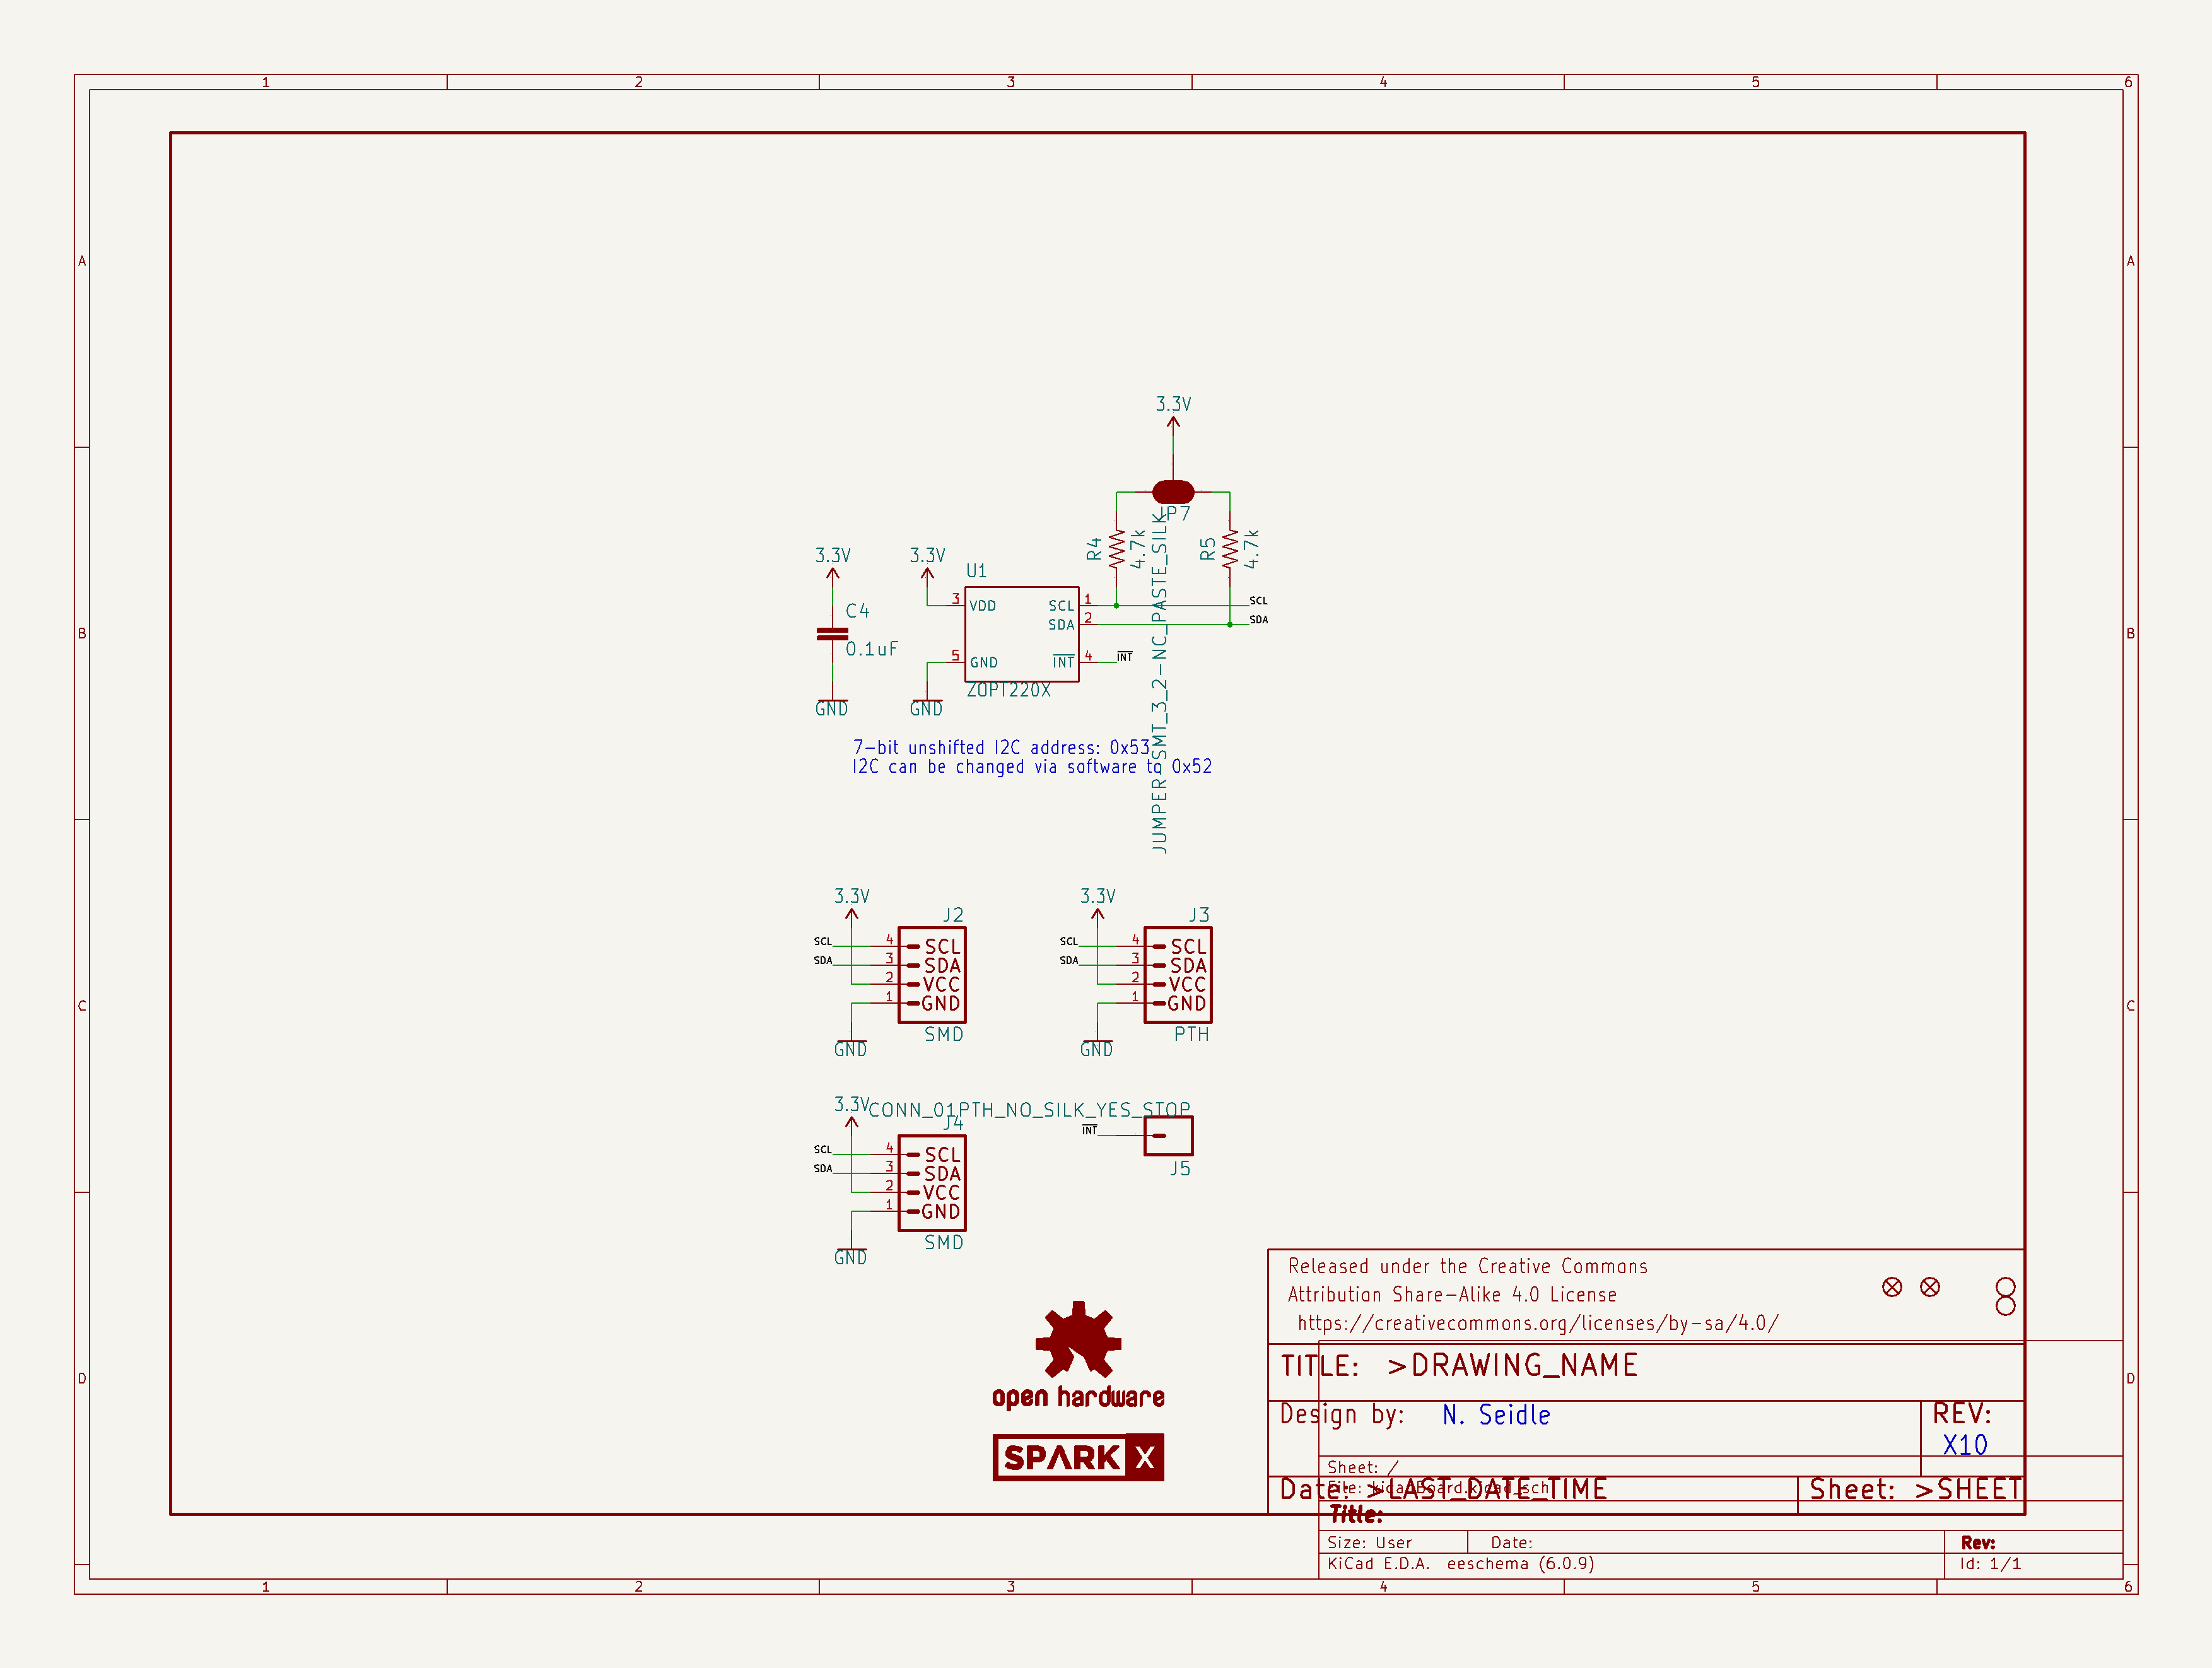 1 2 3 4 5 6
A A
B B
C C
D D
3.3V
JP7
JUMPER-SMT_3_2-NC_PASTE_SILK
R4
4.7k
R5
4.7k
3.3V
C4
0.1uF
GND
3.3V
U1
3 VDD
SCL 1
SCL
SDA 2
SDA
5 GND
INT 4
INT
ZOPT220X
GND
7-bit unshifted I2C address: 0x53
I2C can be changed via software to 0x52
3.3V
J2
SCL 4 SCL
SDA 3 SDA
2 VCC
1 GND
SMD
GND
3.3V
J3
SCL 4 SCL
SDA 3 SDA
2 VCC
1 GND
PTH
GND
3.3V
J4
SCL 4 SCL
SDA 3 SDA
2 VCC
1 GND
SMD
GND
CONN_01PTH_NO_SILK_YES_STOP
INT
J5
open hardware
SPARK X
Released under the Creative Commons
Attribution Share-Alike 4.0 License
https://creativecommons.org/licenses/by-sa/4.0/
TITLE: >DRAWING_NAME
Design by: N. Seidle
REV:
X10
Date: >LAST_DATE_TIME
Sheet: >SHEET
Sheet: /
File: kicadBoard.kicad_sch
Title:
Size: User Date: Rev:
KiCad E.D.A. eeschema (6.0.9) Id: 1/1
1 2 3 4 5 6